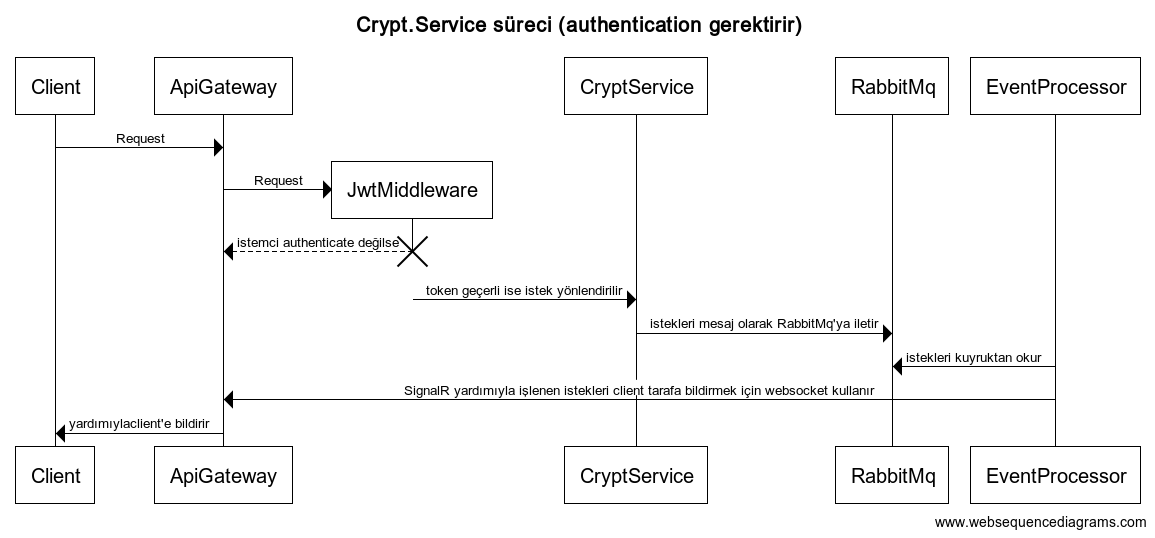 Crypt.Service süreci (authentication gerektirir)
Client
ApiGateway
CryptService
RabbitMq
EventProcessor
Request
Request
JwtMiddleware
istemci authenticate değilse
token geçerli ise istek yönlendirilir
istekleri mesaj olarak RabbitMq'ya iletir
istekleri kuyruktan okur
SignalR yardımıyla işlenen istekleri client tarafa bildirmek için websocket kullanır
yardımıylaclient'e bildirir
Client
ApiGateway
CryptService
RabbitMq
EventProcessor
www.websequencediagrams.com